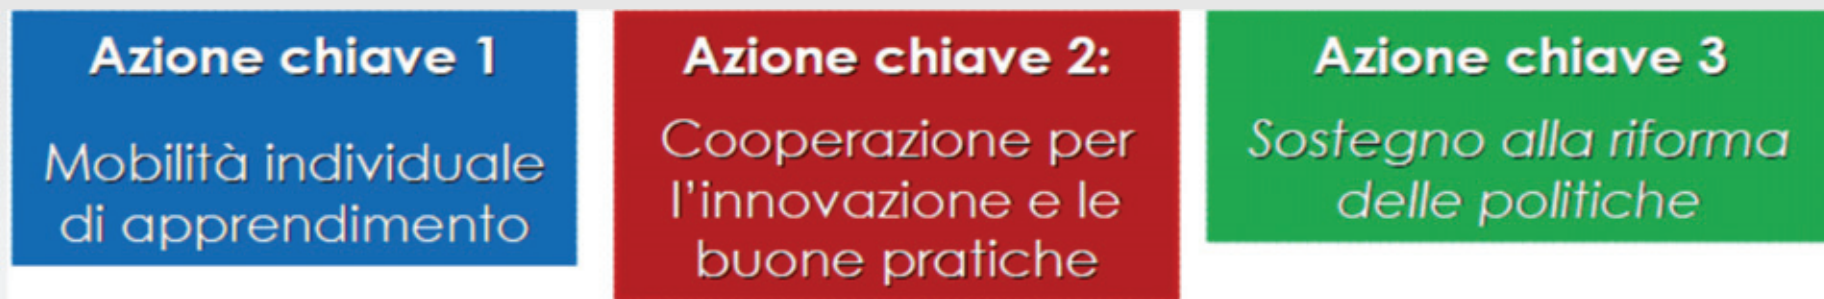 Azione chiave 1
Mobilità individuale
di apprendimento
Azione chiave 2:
Cooperazione per
l'innovazione e le
buone pratiche
Azione chiave 3
Sostegno alla riforma
delle politiche